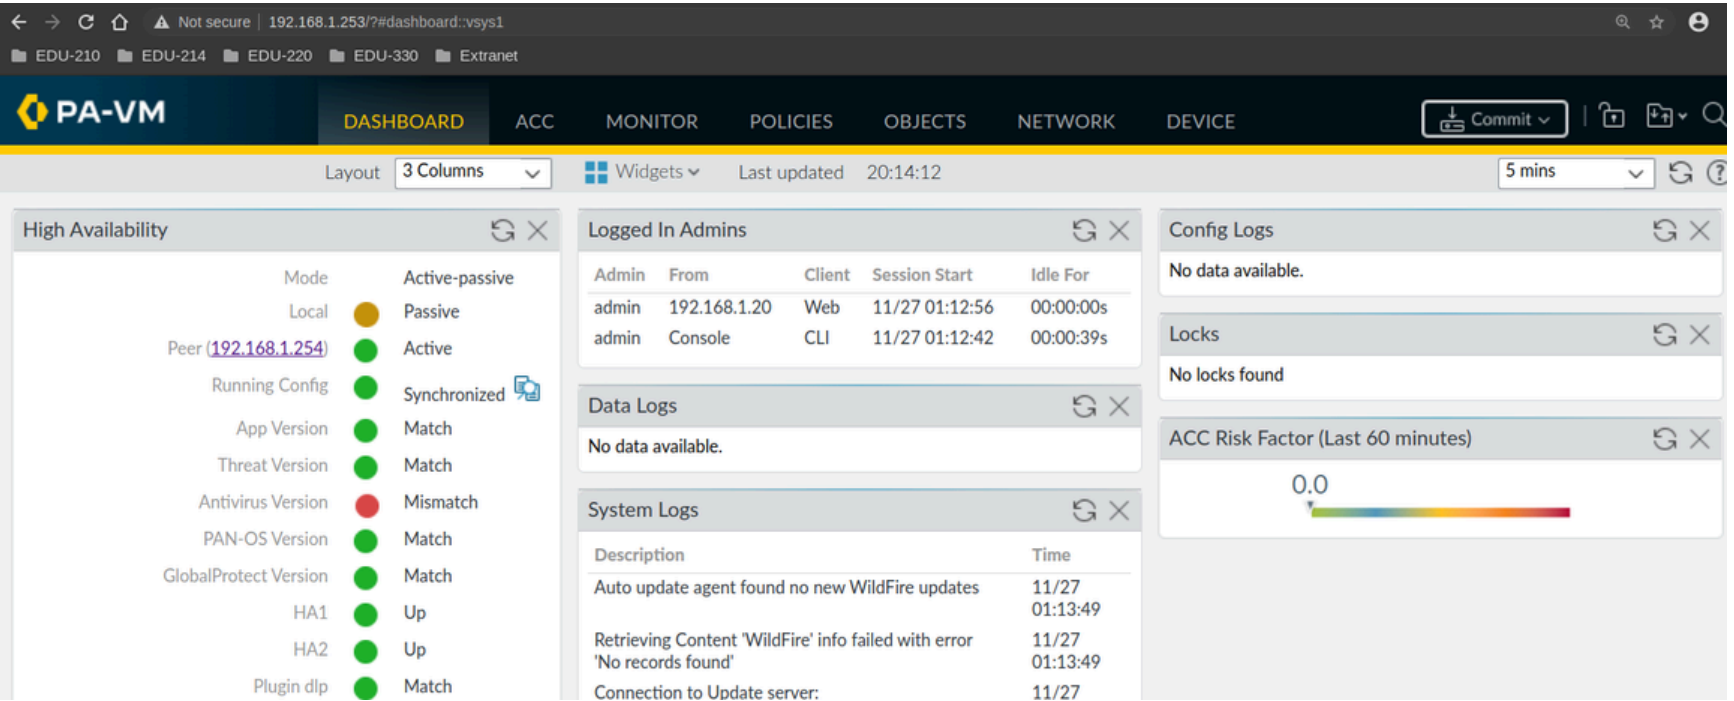 Not secure | 192.168.1.253/?#dashboard::vsys1
EDU-210 EDU-214 EDU-220 EDU-330 Extranet
PA-VM DASHBOARD ACC MONITOR POLICIES OBJECTS NETWORK DEVICE Commit
Layout 3 Columns Widgets Last updated 20:14:12 5 mins
High Availability
Mode Active-passive
Local Passive
Peer (192.168.1.254) Active
Running Config Synchronized
App Version Match
Threat Version Match
Antivirus Version Mismatch
PAN-OS Version Match
GlobalProtect Version Match
HA1 Up
HA2 Up
Plugin dlp Match
Logged In Admins
Admin From Client Session Start Idle For
admin 192.168.1.20 Web 11/27 01:12:56 00:00:00s
admin Console CLI 11/27 01:12:42 00:00:39s
Data Logs
No data available.
System Logs
Description Time
Auto update agent found no new WildFire updates 11/27
01:13:49
Retrieving Content 'WildFire' info failed with error 11/27
'No records found' 01:13:49
Connection to Update server: 11/27
Config Logs
No data available.
Locks
No locks found
ACC Risk Factor (Last 60 minutes)
0.0